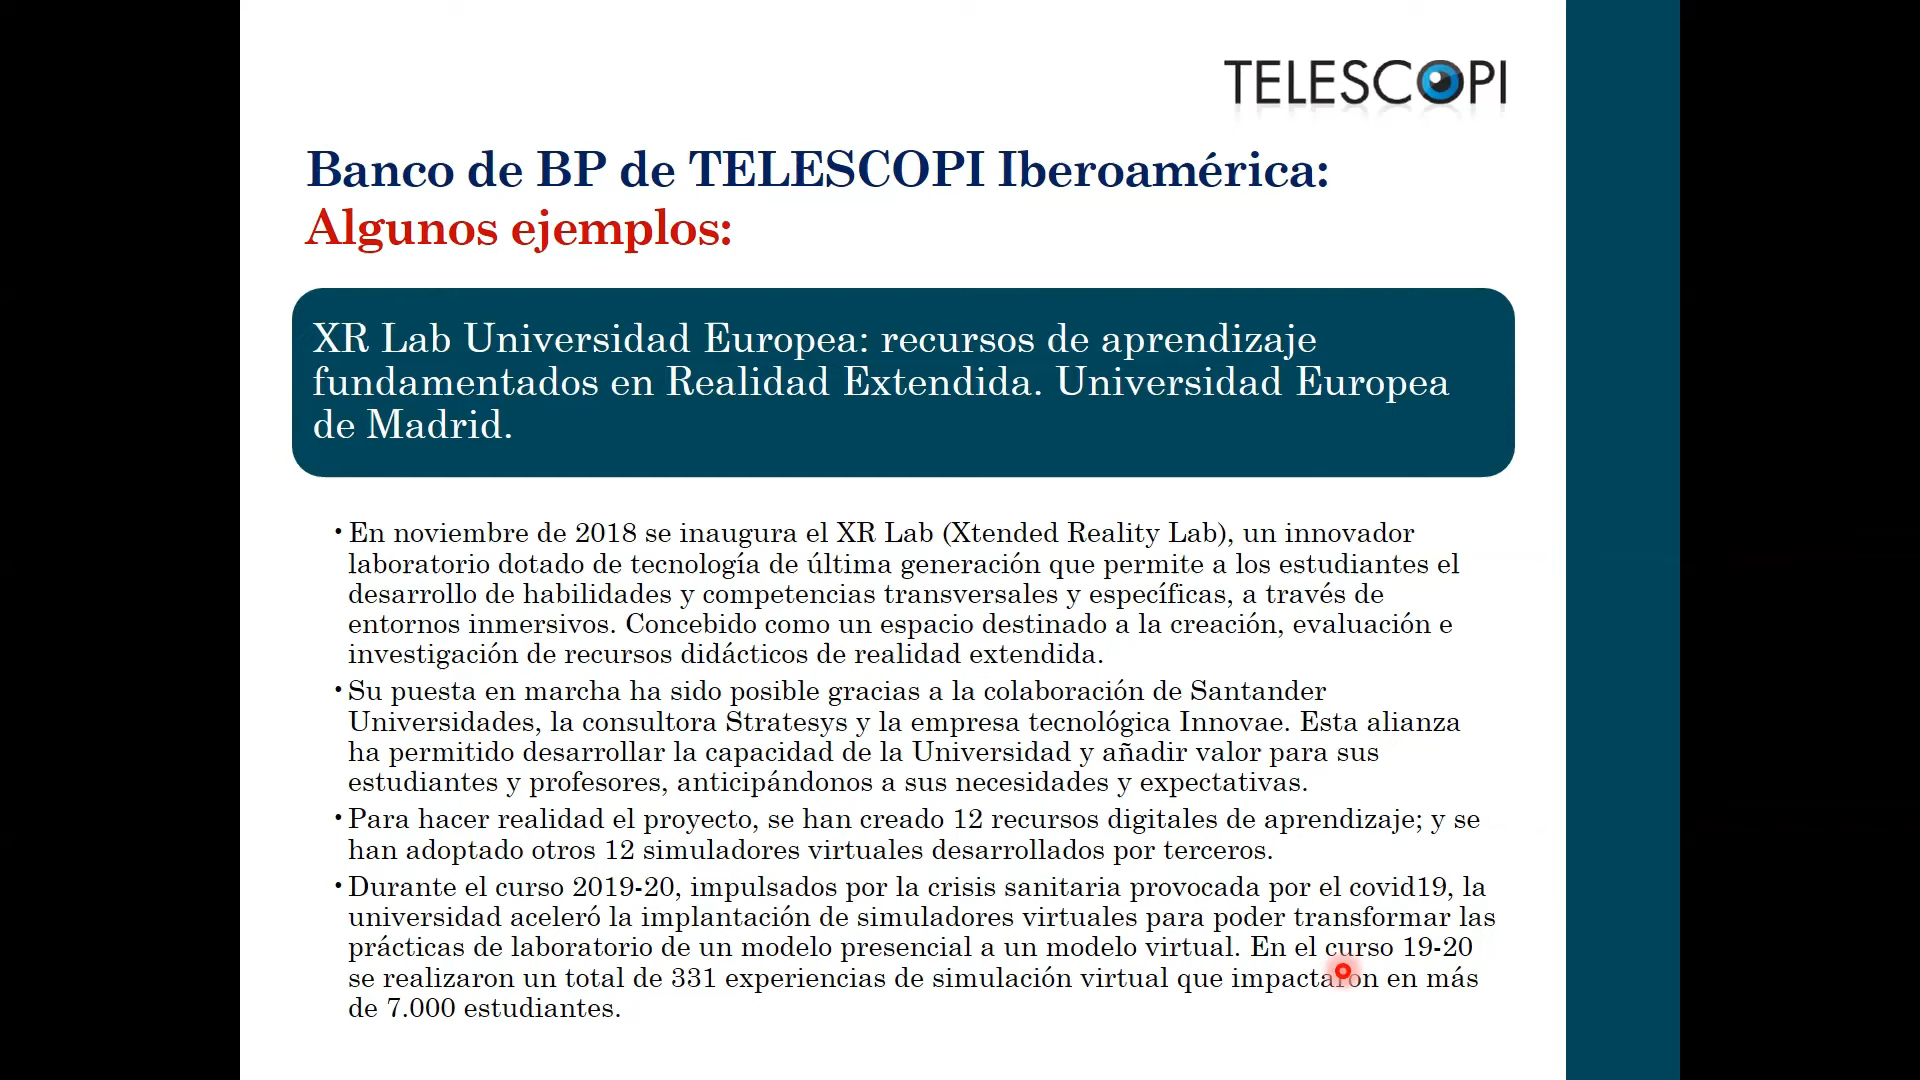 TELESCOPI
Banco de BP de TELESCOPI Iberoamérica:
Algunos ejemplos:
XR Lab Universidad Europea: recursos de aprendizaje
fundamentados en Realidad Extendida. Universidad Europea
de Madrid.
• En noviembre de 2018 se inaugura el XR Lab (Xtended Reality Lab), un innovador
laboratorio dotado de tecnología de última generación que permite a los estudiantes el
desarrollo de habilidades y competencias transversales y específicas, a través de
entornos inmersivos. Concebido como un espacio destinado a la creación, evaluación e
investigación de recursos didácticos de realidad extendida.
• Su puesta en marcha ha sido posible gracias a la colaboración de Santander
Universidades, la consultora Stratesys y la empresa tecnológica Innovae. Esta alianza
ha permitido desarrollar la capacidad de la Universidad y añadir valor para sus
estudiantes y profesores, anticipándonos a sus necesidades y expectativas.
• Para hacer realidad el proyecto, se han creado 12 recursos digitales de aprendizaje; y se
han adoptado otros 12 simuladores virtuales desarrollados por terceros.
• Durante el curso 2019-20, impulsados por la crisis sanitaria provocada por el covid19, la
universidad aceleró la implantación de simuladores virtuales para poder transformar las
prácticas de laboratorio de un modelo presencial a un modelo virtual. En el curso 19-20
se realizaron un total de 331 experiencias de simulación virtual que impactaron en más
de 7.000 estudiantes.